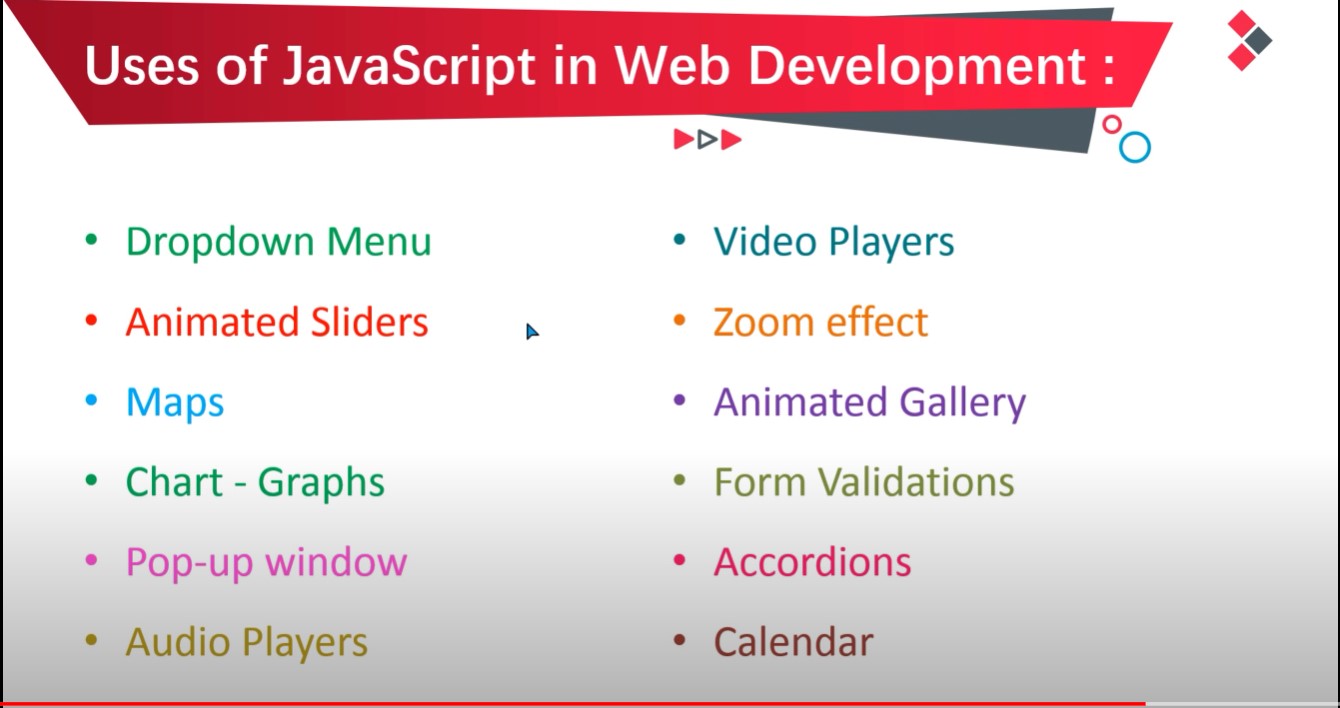 Uses of JavaScript in Web Development :
• Dropdown Menu
• Animated Sliders
• Maps
• Chart - Graphs
• Pop-up window
• Audio Players
• Video Players
• Zoom effect
• Animated Gallery
• Form Validations
• Accordions
• Calendar